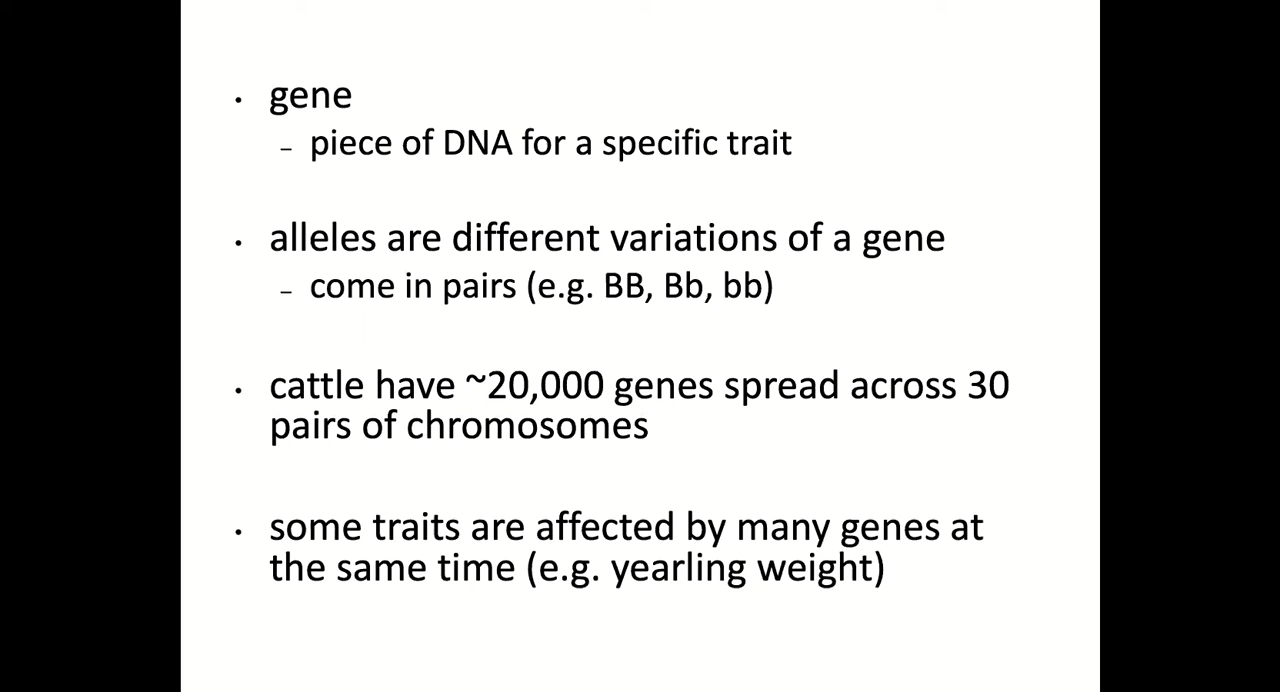 • gene
– piece of DNA for a specific trait
• alleles are different variations of a gene
– come in pairs (e.g. BB, Bb, bb)
• cattle have ~20,000 genes spread across 30
pairs of chromosomes
• some traits are affected by many genes at
the same time (e.g. yearling weight)